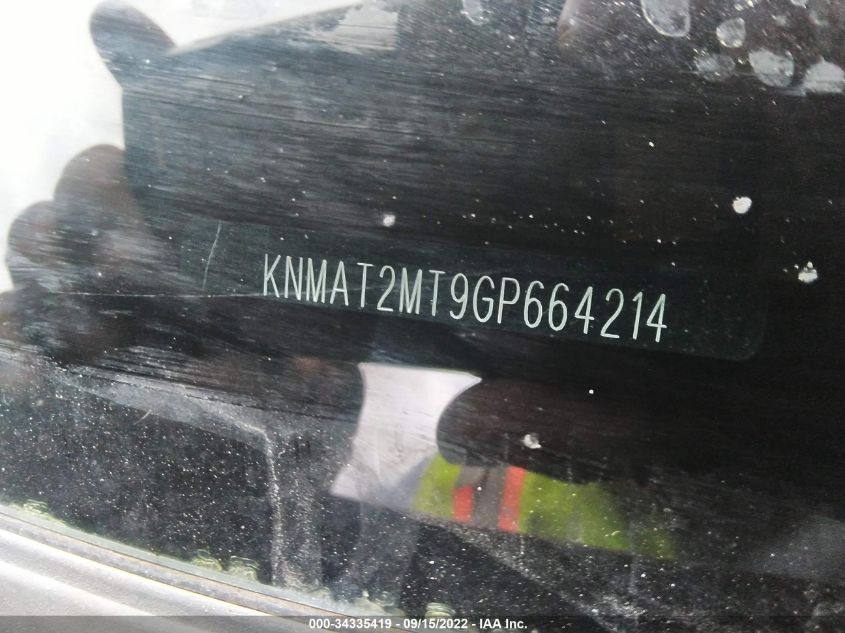 KNMAT2MT9GP664214
000-34335419 - 09/15/2022 - IAA Inc.